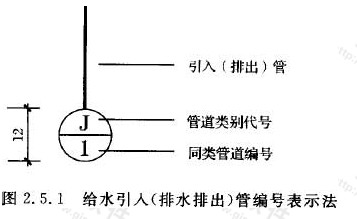 引入(排出)管
J
管道类别代号
12
1
同类管道编号
图 2.5.1 给水引入(排水排出)管编号表示法